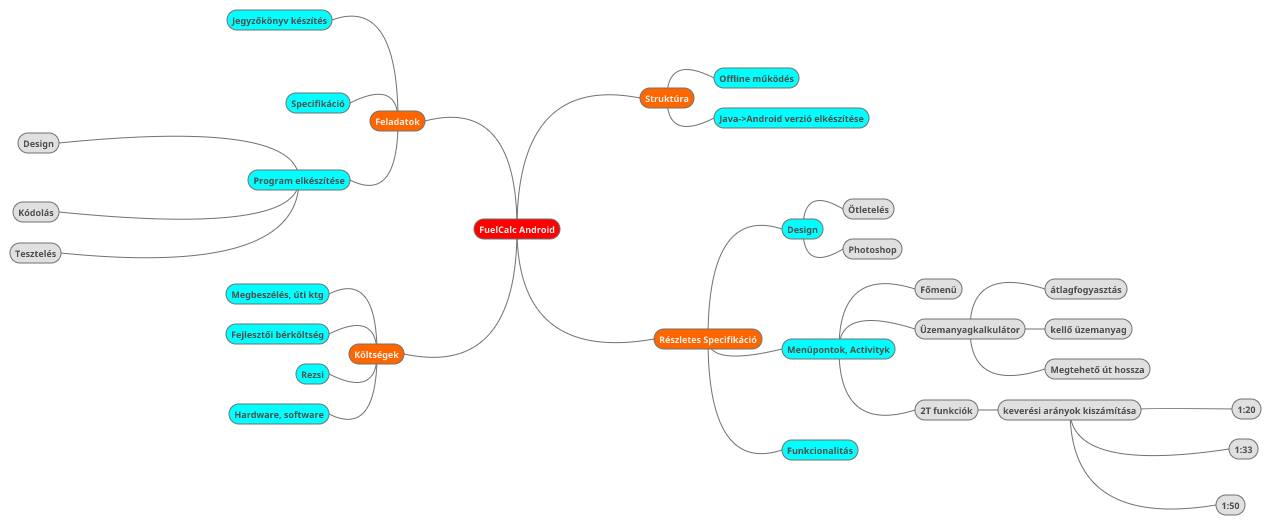 Jegyzőkönyv készítés
Specifikáció
Feladatok
Design
Program elkészítése
Kódolás
Tesztelés
Megbeszélés, úti ktg
Fejlesztői bérköltség
Költségek
Rezsi
Hardware, software
FuelCalc Android
Struktúra
Offline működés
Java->Android verzió elkészítése
Részletes Specifikáció
Design
Ötletelés
Photoshop
Menüpontok, Activityk
Főmenü
Üzemanyagkalkulátor
átlagfogyasztás
kellő üzemanyag
Megtehető út hossza
2T funkciók
keverési arányok kiszámítása
1:20
1:33
1:50
Funkcionalitás